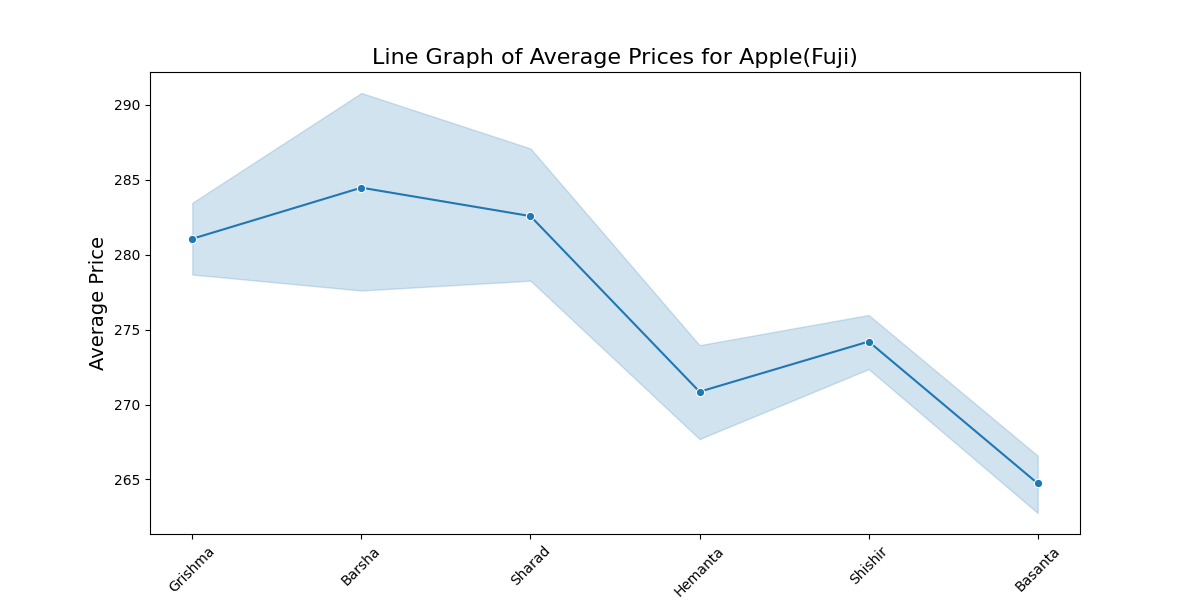 Line Graph of Average Prices for Apple(Fuji)
Average Price
290
285
280
275
270
265
Grishma
Barsha
Sharad
Hemanta
Shishir
Basanta